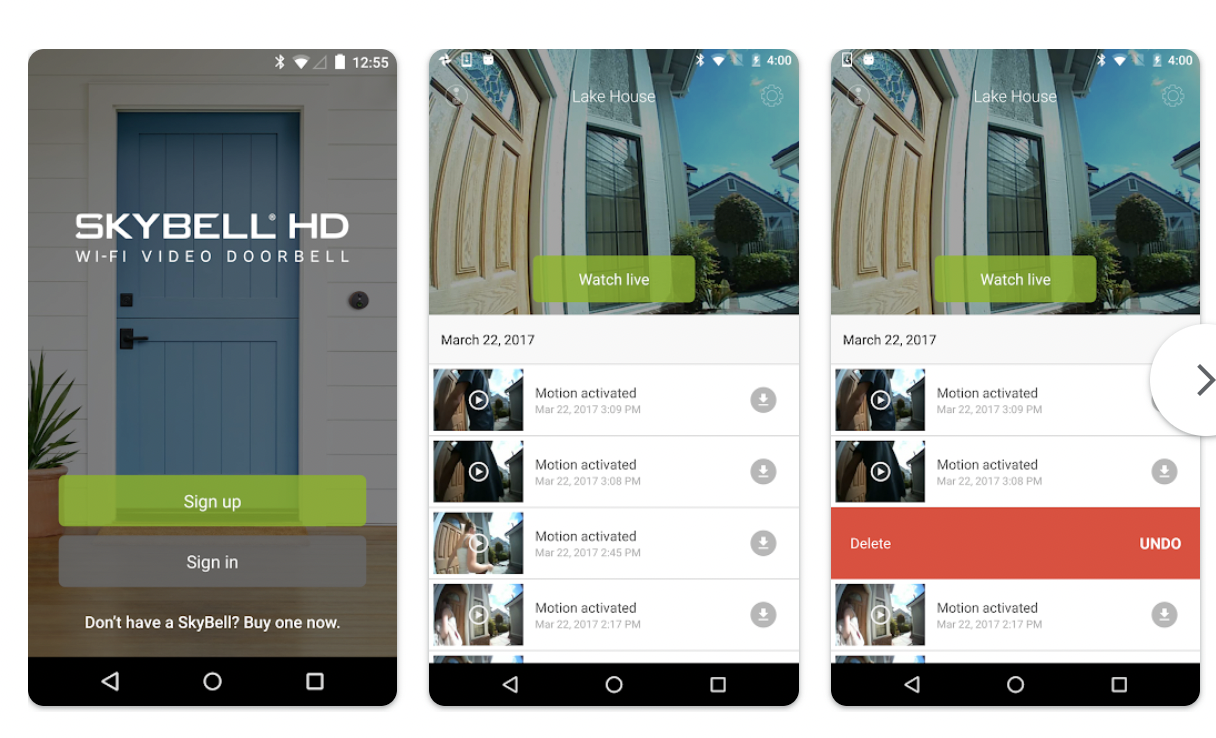 12:55
SKYBELL® HD
WI-FI VIDEO DOORBELL
Sign up
Sign in
Don't have a SkyBell? Buy one now.
4:00
Lake House
Watch live
March 22, 2017
Motion activated
Mar 22, 2017 3:09 PM
Motion activated
Mar 22, 2017 3:08 PM
Motion activated
Mar 22, 2017 2:45 PM
Motion activated
Mar 22, 2017 2:17 PM
4:00
Lake House
Watch live
March 22, 2017
Motion activated
Mar 22, 2017 3:09 PM
Motion activated
Mar 22, 2017 3:08 PM
Delete UNDO
Motion activated
Mar 22, 2017 2:17 PM